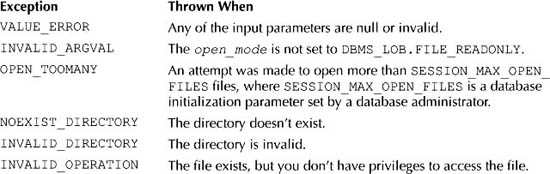 Exception Thrown When
VALUE_ERROR Any of the input parameters are null or invalid.
INVALID_ARGVAL The open_mode is not set to DBMS_LOB.FILE_READONLY.
OPEN_TOOMANY An attempt was made to open more than SESSION_MAX_OPEN_
FILES files, where SESSION_MAX_OPEN_FILES is a database
initialization parameter set by a database administrator.
NOEXIST_DIRECTORY The directory doesn't exist.
INVALID_DIRECTORY The directory is invalid.
INVALID_OPERATION The file exists, but you don't have privileges to access the file.